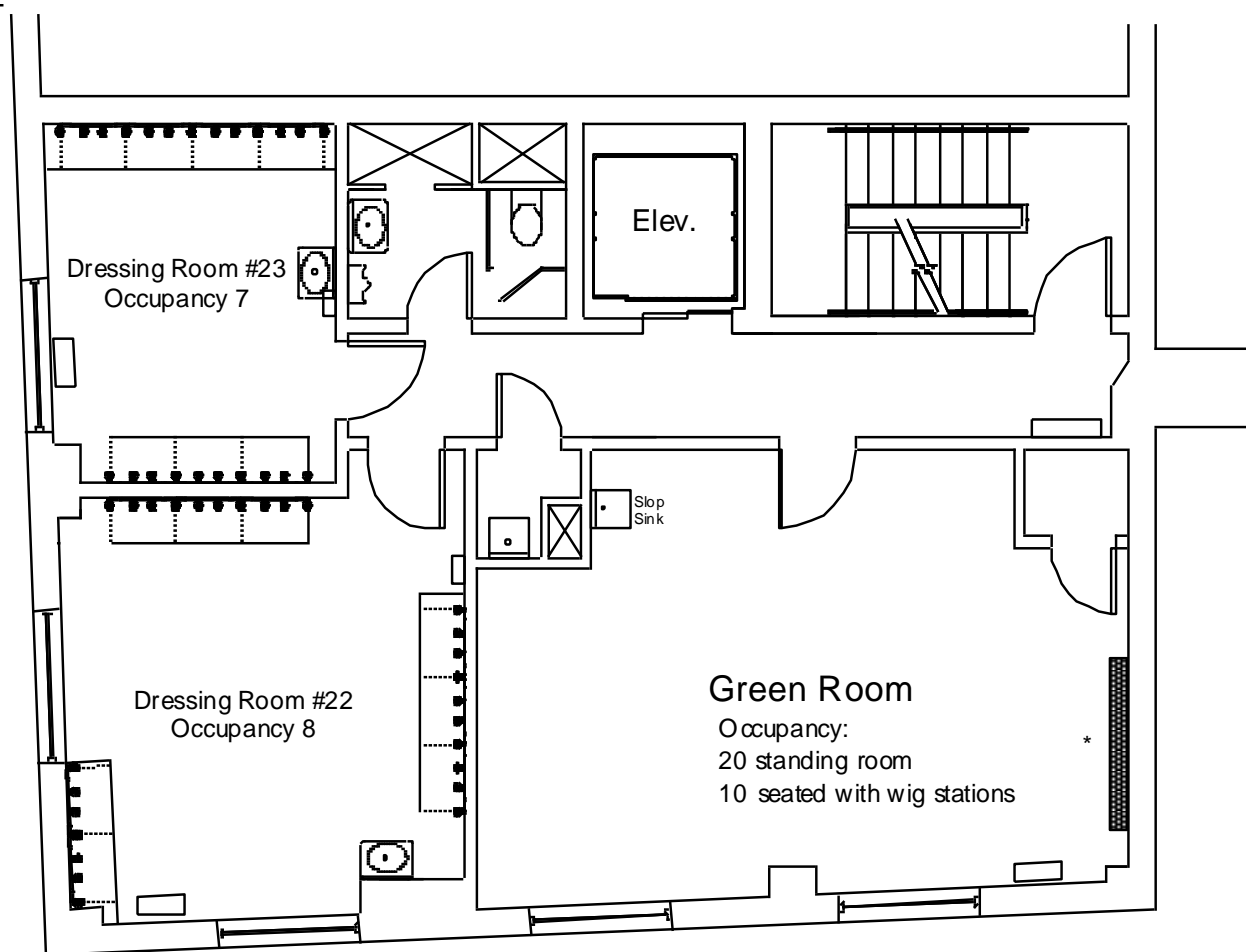 Elev.
Dressing Room #23
Occupancy 7
Slop
Sink
Dressing Room #22
Occupancy 8
Green Room
Occupancy:
20 standing room
10 seated with wig stations
*